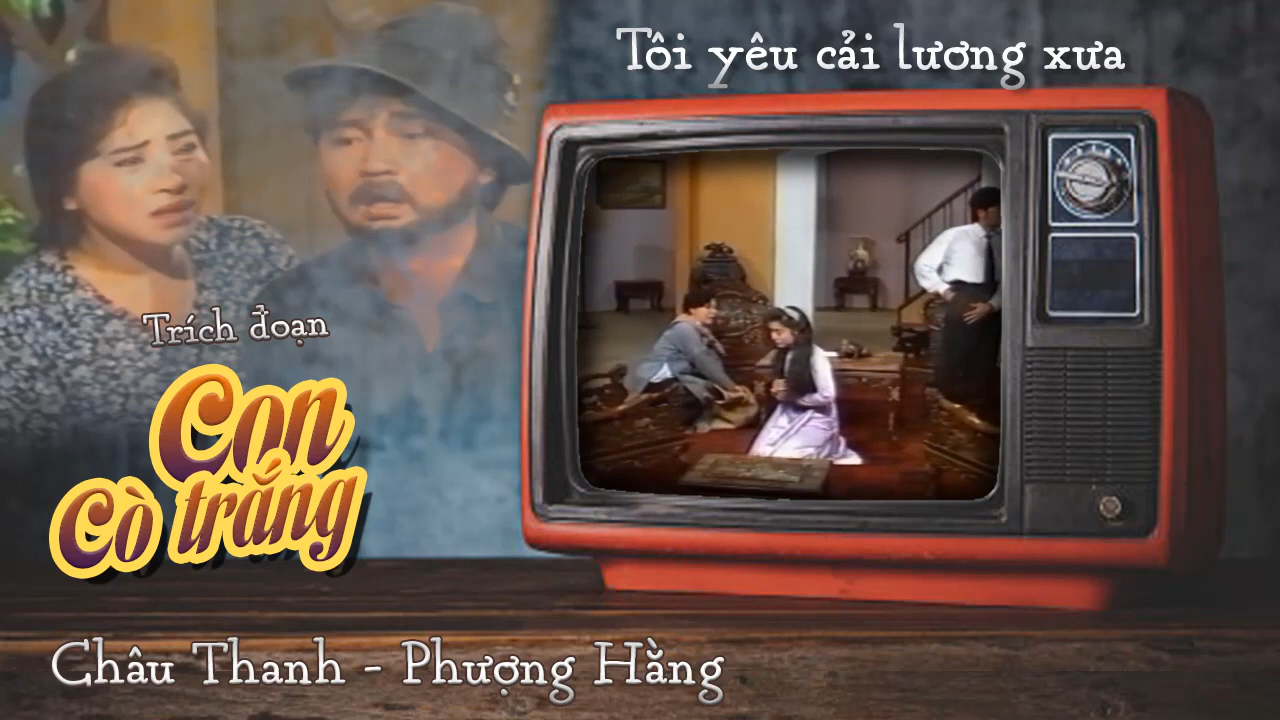 Tôi yêu cải lương xưa
Trích đoạn
Con
Cò trắng
Châu Thanh - Phượng Hằng